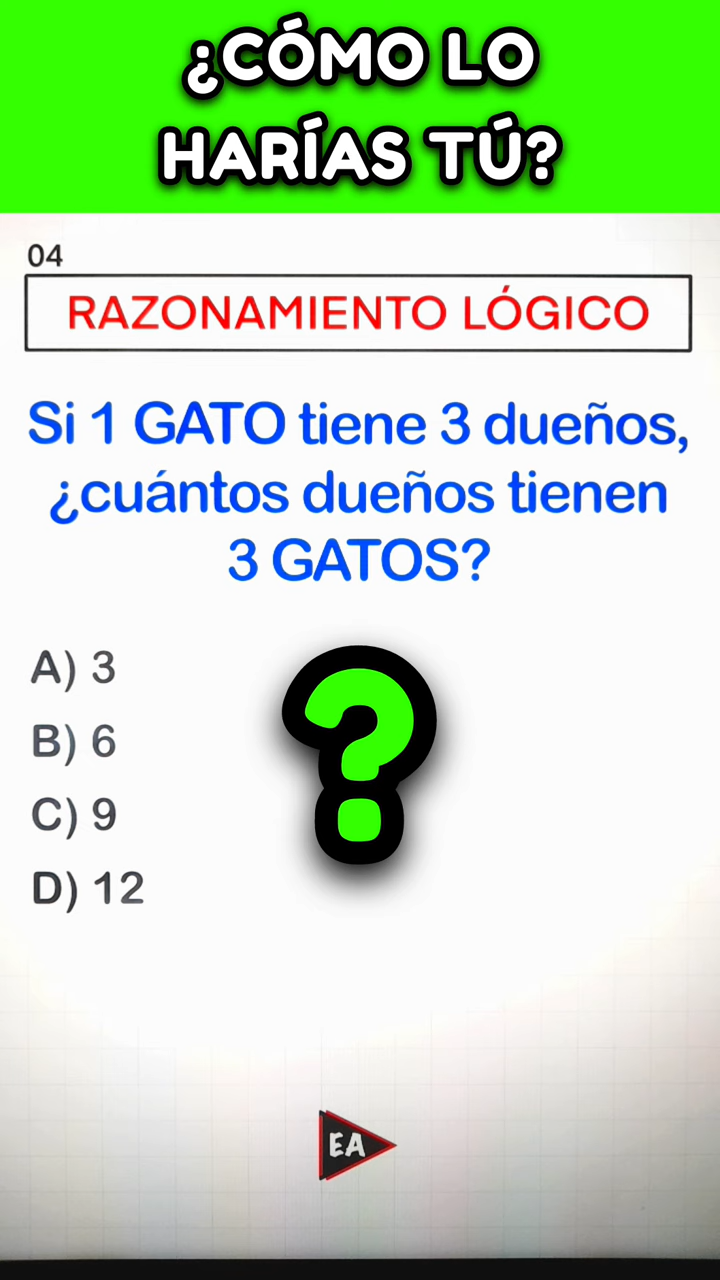 ¿CÓMO LO
HARÍAS TÚ?
04
RAZONAMIENTO LÓGICO
Si 1 GATO tiene 3 dueños,
¿cuántos dueños tienen
3 GATOS?
A) 3
B) 6
C) 9
D) 12
?
EA